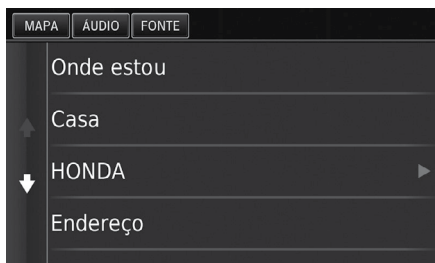 MAPA ÁUDIO FONTE
Onde estou
Casa
HONDA
Endereço